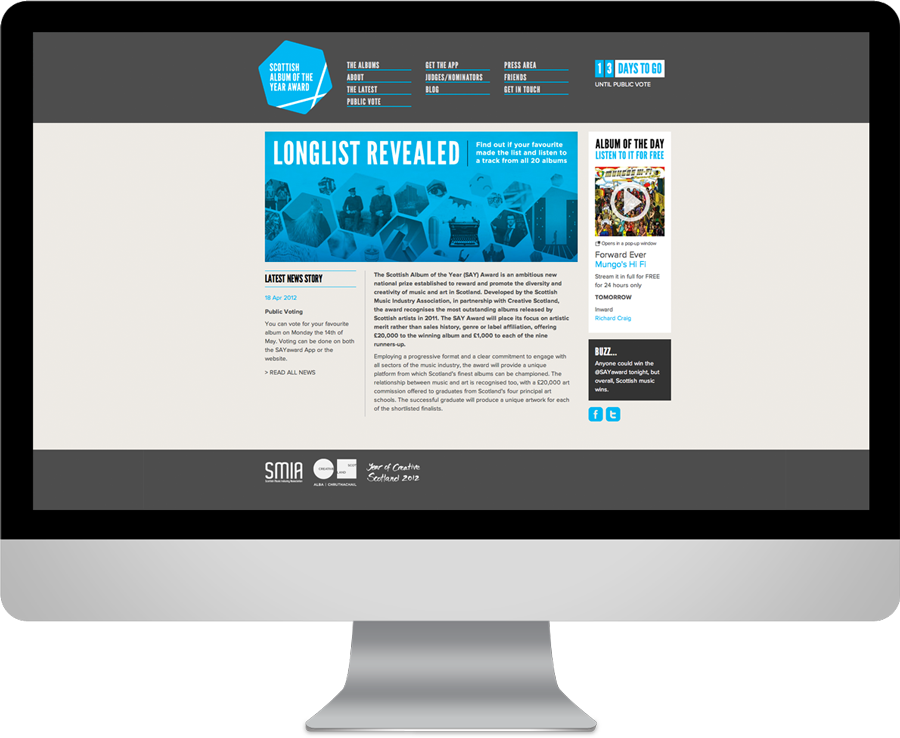 SCOTTISH
ALBUM OF THE
YEAR AWARD
THE ALBUMS
ABOUT
THE LATEST
PUBLIC VOTE
GET THE APP
JUDGES/NOMINATORS
BLOG
PRESS AREA
FRIENDS
GET IN TOUCH
1 3 DAYS TO GO
UNTIL PUBLIC VOTE
LONGLIST REVEALED
Find out if your favourite
made the list and listen to
a track from all 20 albums
LATEST NEWS STORY
18 Apr 2012
Public Voting
You can vote for your favourite
album on Monday the 14th of
May. Voting can be done on both
the SAYaward App or the
website.
> READ ALL NEWS
The Scottish Album of the Year (SAY) Award is an ambitious new
national prize established to reward and promote the diversity and
creativity of music and art in Scotland. Developed by the Scottish
Music Industry Association, in partnership with Creative Scotland,
the award recognises the most outstanding albums released by
Scottish artists in 2011. The SAY Award will place its focus on artistic
merit rather than sales history, genre or label affiliation, offering
£20,000 to the winning album and £1,000 to each of the nine
runners-up.
Employing a progressive format and a clear commitment to engage with
all sectors of the music industry, the award will provide a unique
platform from which Scotland's finest albums can be championed. The
relationship between music and art is recognised too, with a £20,000 art
commission offered to graduates from Scotland's four principal art
schools. The successful graduate will produce a unique artwork for each
of the shortlisted finalists.
ALBUM OF THE DAY
LISTEN TO IT FOR FREE
MUNGOS HI-FI
Opens in a pop-up window
Forward Ever
Mungo's Hi Fi
Stream it in full for FREE
for 24 hours only
TOMORROW
Inward
Richard Craig
BUZZ...
Anyone could win the
@SAYaward tonight, but
overall, Scottish music
wins.
f t
SMIA
Scottish Music Industry Association
CREATIVE SCOTLAND
ALBA | CHRUTHACHAIL
Year of Creative
Scotland 2012